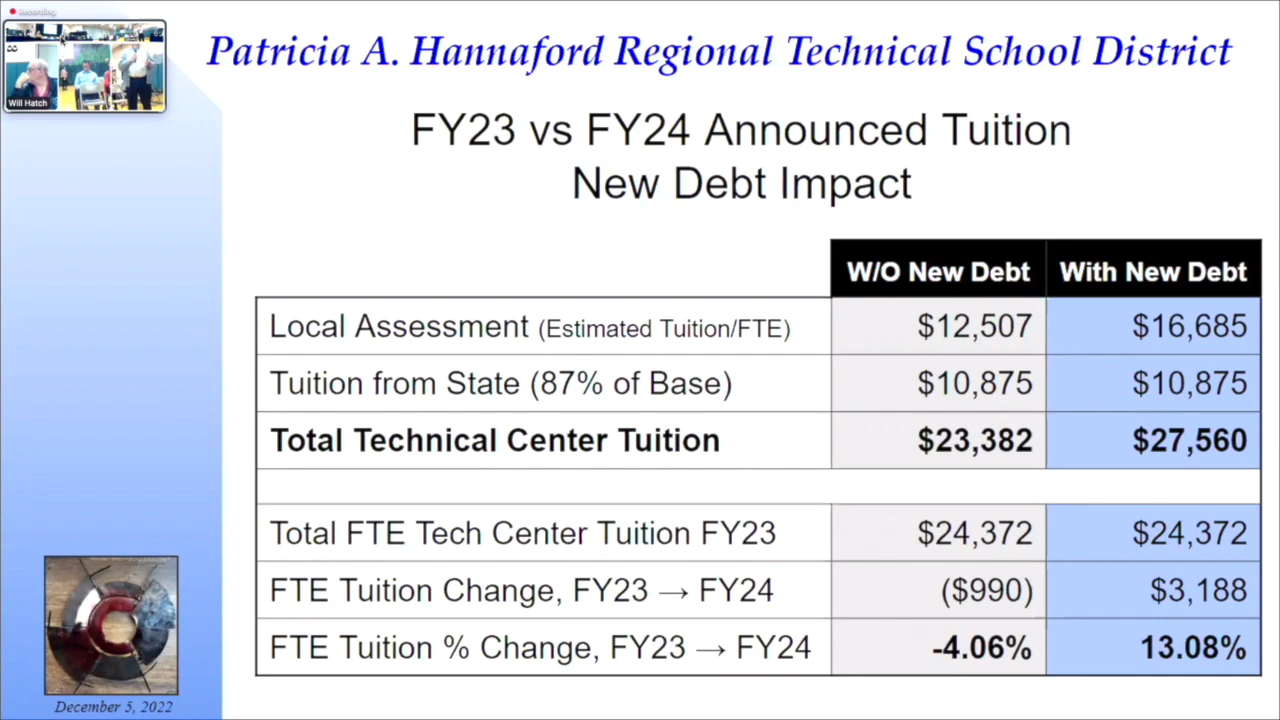 Recording
Will Hatch
Patricia A. Hannaford Regional Technical School District
FY23 vs FY24 Announced Tuition
New Debt Impact
W/O New Debt With New Debt
Local Assessment (Estimated Tuition/FTE) $12,507 $16,685
Tuition from State (87% of Base) $10,875 $10,875
Total Technical Center Tuition $23,382 $27,560
Total FTE Tech Center Tuition FY23 $24,372 $24,372
FTE Tuition Change, FY23 → FY24 ($990) $3,188
FTE Tuition % Change, FY23 → FY24 -4.06% 13.08%
December 5, 2022